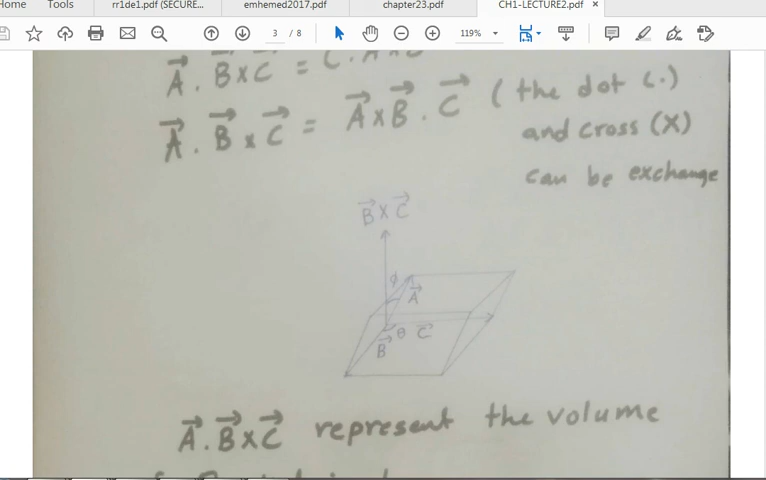 Home Tools rr1de1.pdf (SECURE... emhemed2017.pdf chapter23.pdf CH1-LECTURE2.pdf ×
3 / 8 119%
A⃗ . B⃗ × C⃗ = C⃗ . A⃗ × B⃗
A⃗ . B⃗ × C⃗ = A⃗ × B⃗ . C⃗ ( the dot (.)
and cross (X)
can be exchange
B⃗ × C⃗
φ
A⃗
θ C⃗
B⃗
A⃗ . B⃗ × C⃗ represent the volume